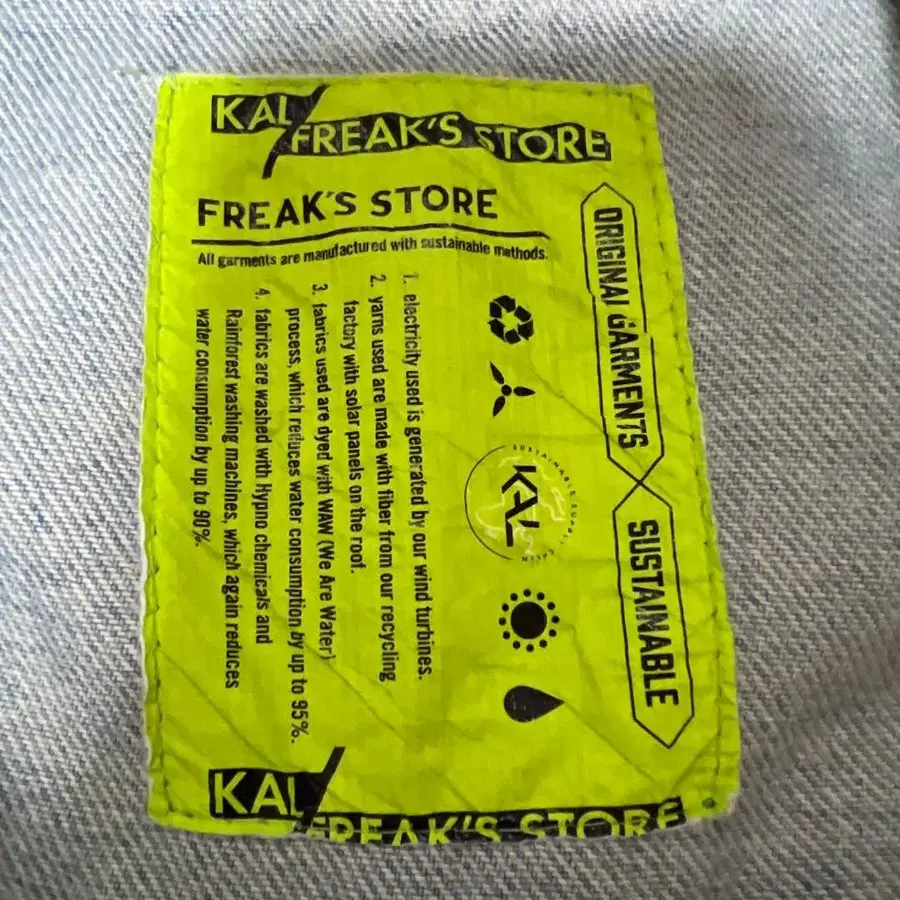 KAL
FREAK'S STORE
FREAK'S STORE
All garments are manufactured with sustainable methods.
ORIGINAL GARMENTS
SUSTAINABLE
SUSTAINABLE SUPPLY CHAIN
KAL
1. electricity used is generated by our wind turbines.
2. yarns used are made with fiber from our recycling
factory with solar panels on the roof.
3. fabrics used are dyed with WAW (We Are Water)
process, which reduces water consumption by up to 95%.
4. fabrics are washed with Hypno chemicals and
Rainforest washing machines, which again reduces
water consumption by up to 90%.
KAL
FREAK'S STORE